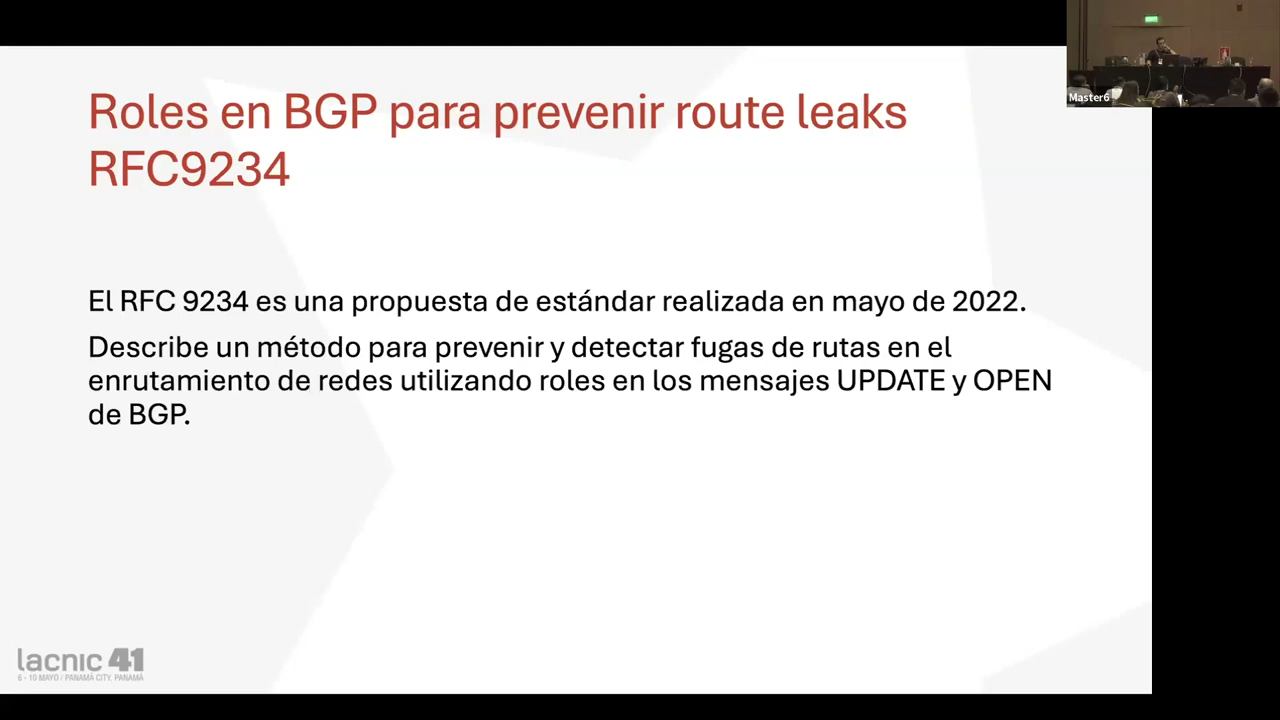 Roles en BGP para prevenir route leaks
RFC9234
El RFC 9234 es una propuesta de estándar realizada en mayo de 2022.
Describe un método para prevenir y detectar fugas de rutas en el
enrutamiento de redes utilizando roles en los mensajes UPDATE y OPEN
de BGP.
lacnic 41
6 - 10 MAYO / PANAMÁ CITY, PANAMÁ
Master6